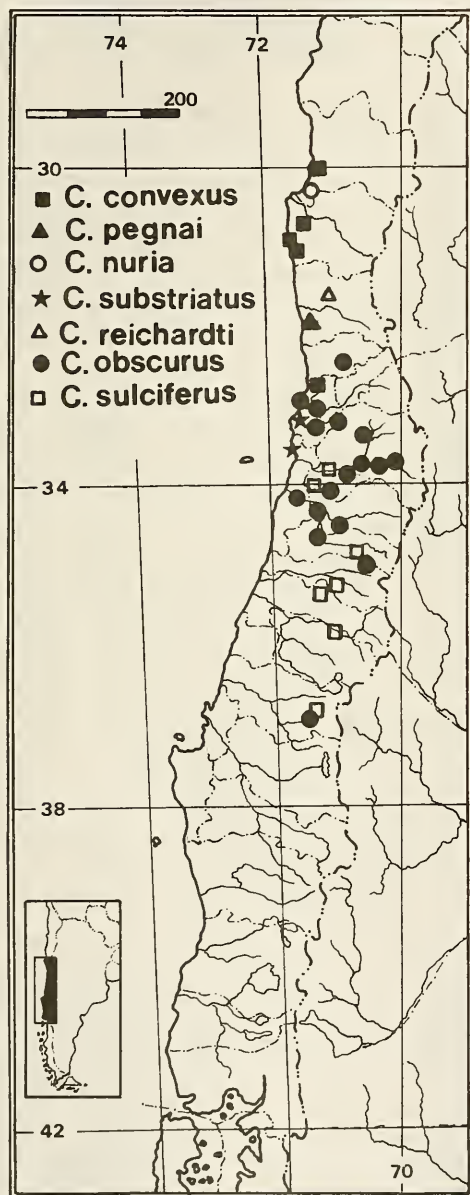 74 72
200
30
■ C. convexus
▲ C. pegnai
○ C. nuria
★ C. substriatus
△ C. reichardti
● C. obscurus
□ C. sulciferus
34
38
42
70